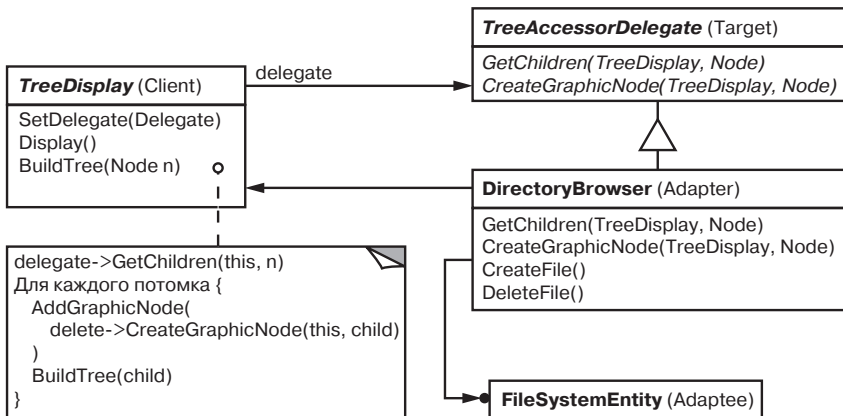 TreeAccessorDelegate (Target)
GetChildren(TreeDisplay, Node)
CreateGraphicNode(TreeDisplay, Node)
delegate
TreeDisplay (Client)
SetDelegate(Delegate)
Display()
BuildTree(Node n)
DirectoryBrowser (Adapter)
GetChildren(TreeDisplay, Node)
CreateGraphicNode(TreeDisplay, Node)
CreateFile()
DeleteFile()
delegate->GetChildren(this, n)
Для каждого потомка {
AddGraphicNode(
delete->CreateGraphicNode(this, child)
)
BuildTree(child)
}
FileSystemEntity (Adaptee)